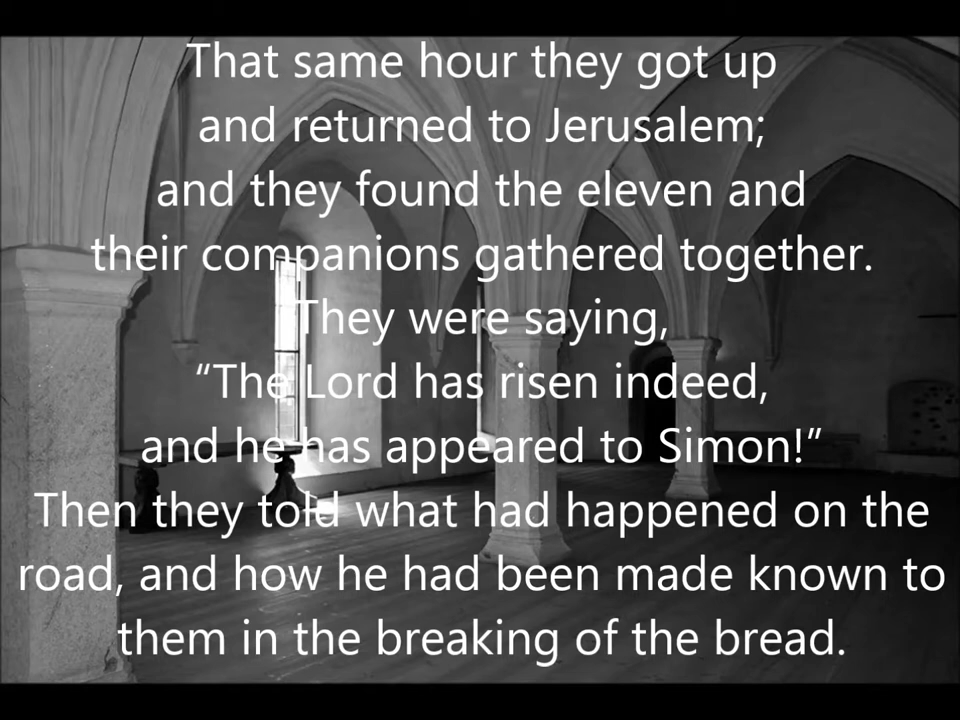 That same hour they got up
and returned to Jerusalem;
and they found the eleven and
their companions gathered together.
They were saying,
“The Lord has risen indeed,
and he has appeared to Simon!”
Then they told what had happened on the
road, and how he had been made known to
them in the breaking of the bread.